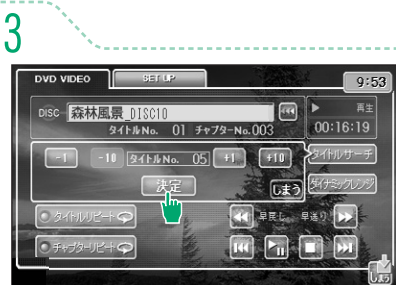 3
DVD VIDEO SET UP 9:53
DISC 森林風景_DISC10 再生
タイトルNo. 01 チャプターNo.003 00:16:19
-1 -10 タイトルNo. 05 +1 +10 タイトルサーチ
決定 しまう ダイナミックレンジ
タイトルリピート 早戻し 早送り
チャプターリピート
しまう